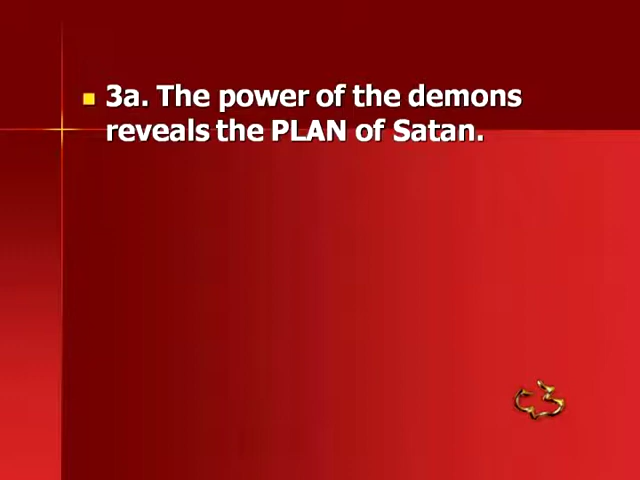 3a. The power of the demons
reveals the PLAN of Satan.